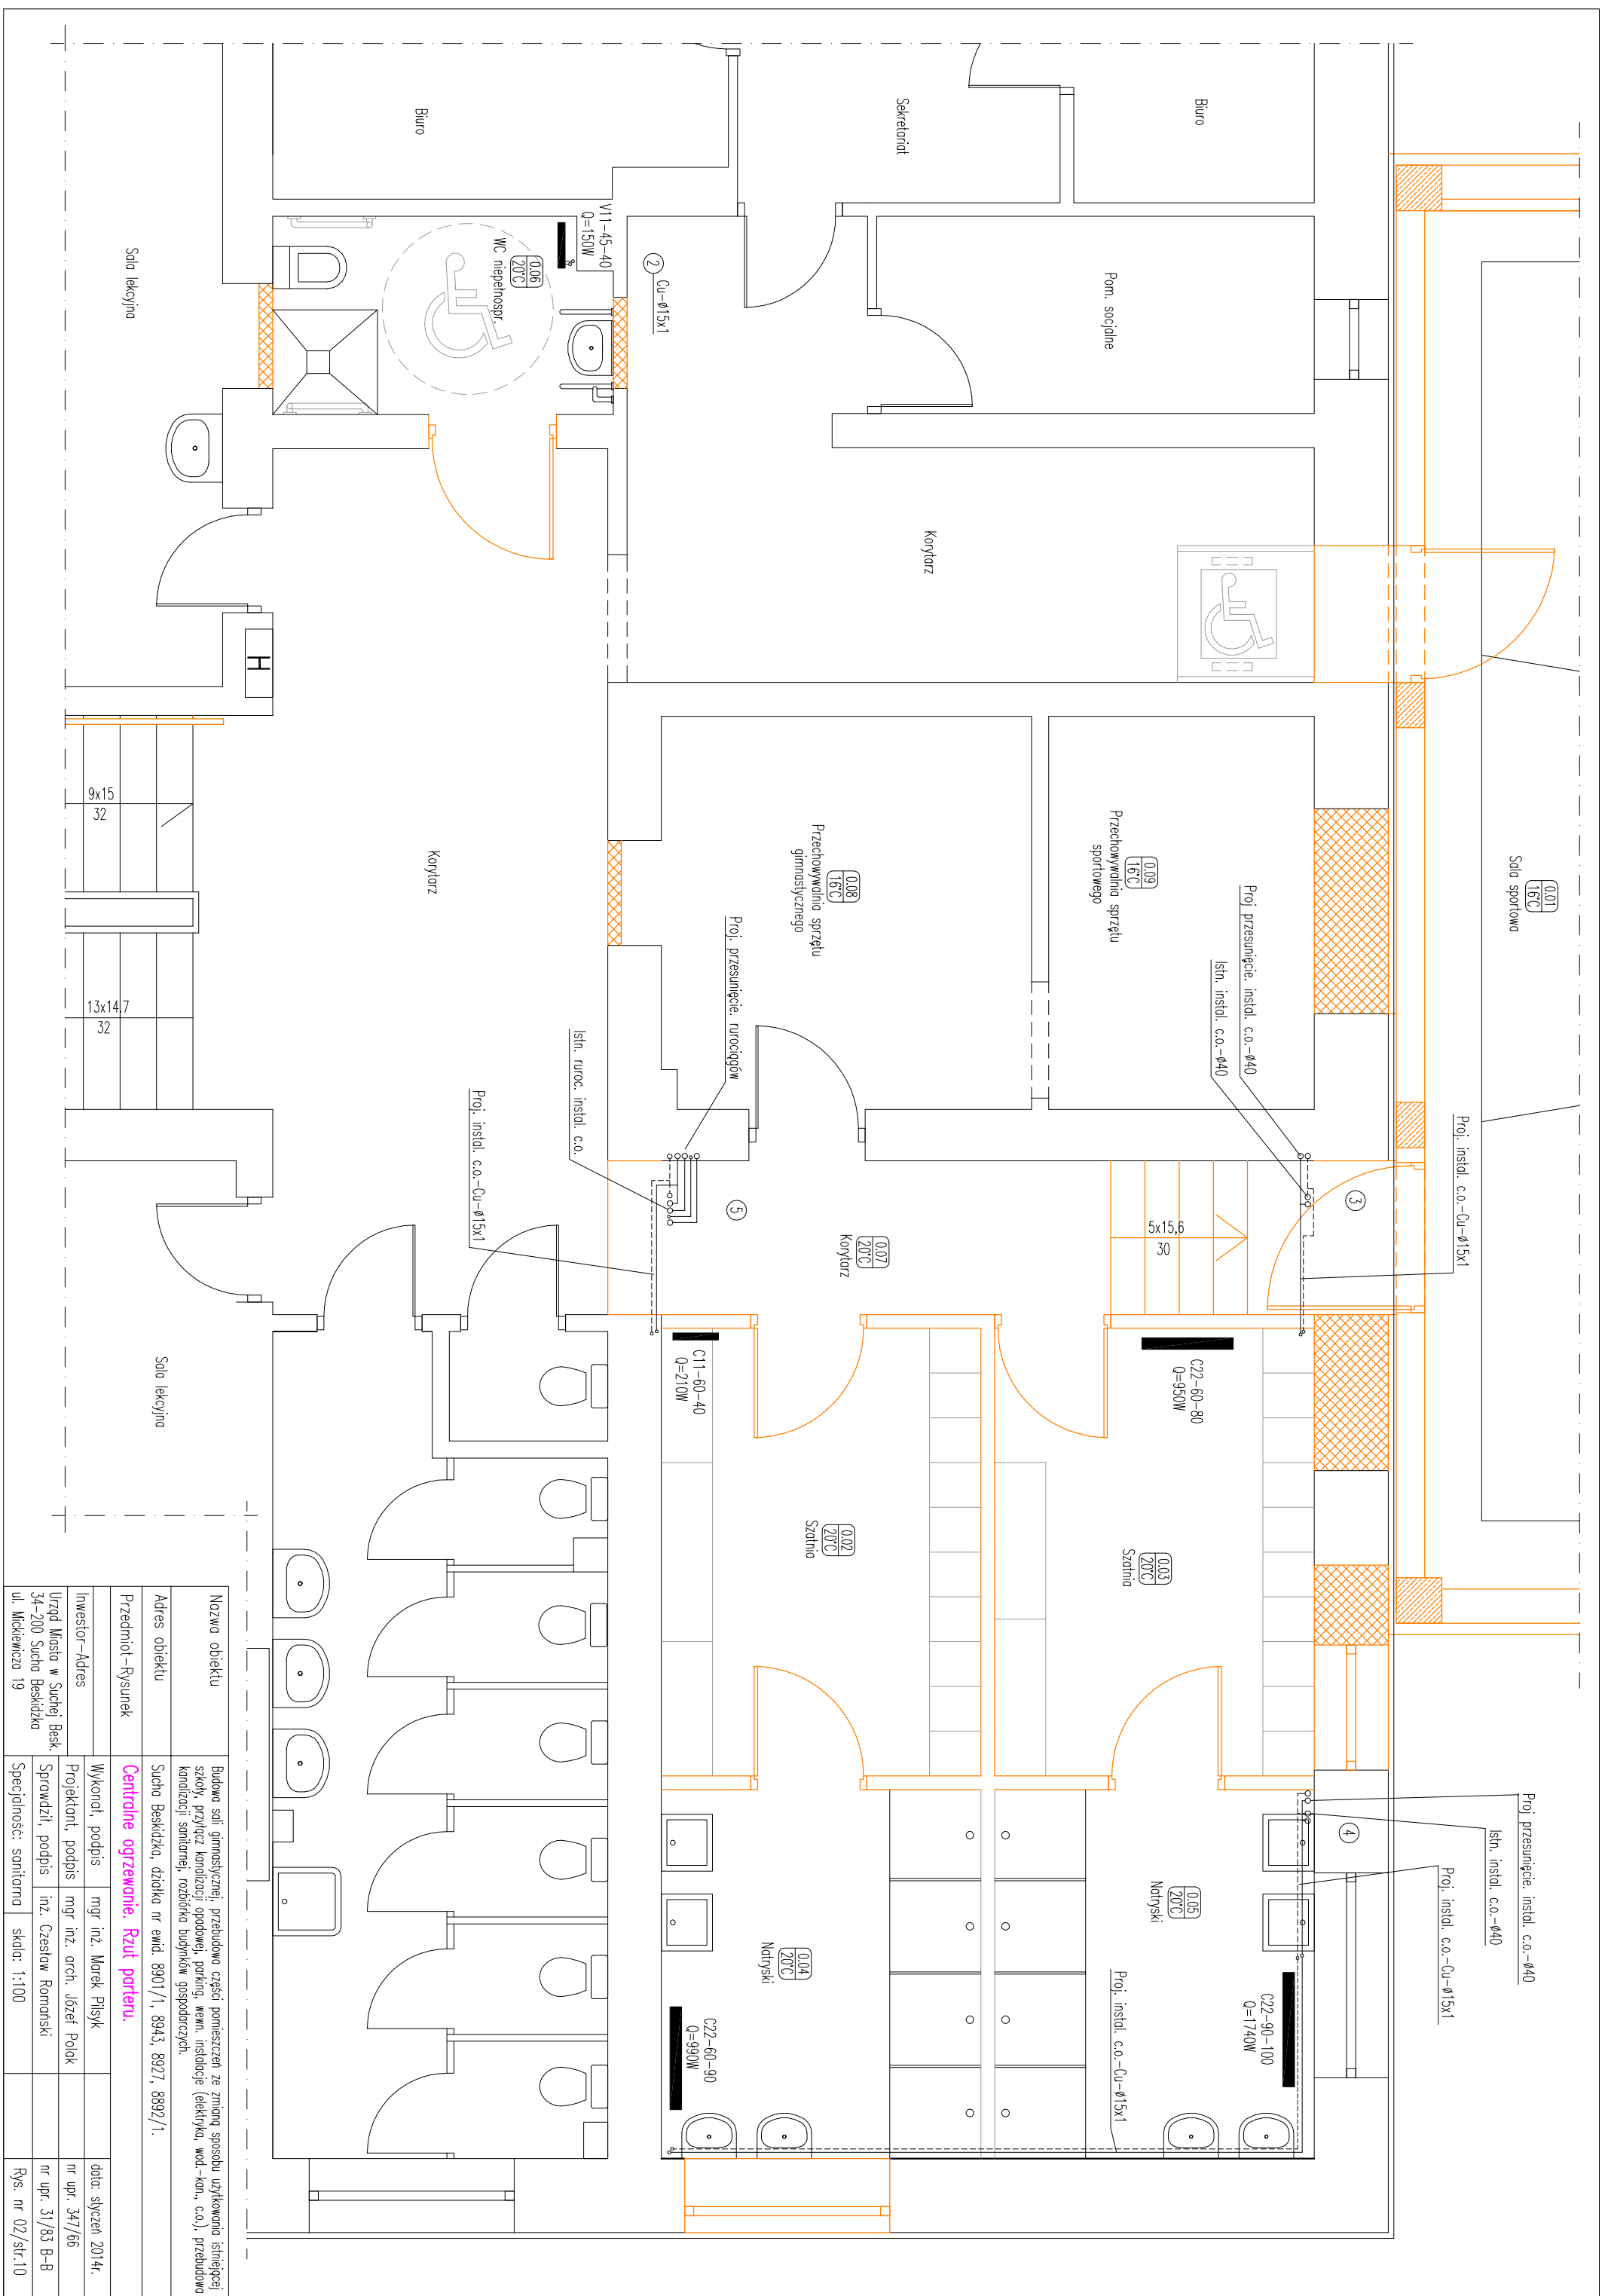 0.01
16°C
Sala sportowa
Biuro
Sekretariat
Biuro
Pom. socjalne
Korytarz
V11-45-40
Q=150W
0.06
20°C
WC niepełnospr.
2
Cu-ø15x1
Sala lekcyjna
H
9x15
32
13x14,7
32
Korytarz
0.09
16°C
Przechowywalnia sprzętu
sportowego
0.08
16°C
Przechowywalnia sprzętu
gimnastycznego
Proj przesunięcie. instal. c.o.-ø40
Istn. instal. c.o.-ø40
Proj. instal. c.o.-Cu-ø15x1
Proj. przesunięcie. rurociągów
Istn. ruroc. instal. c.o.
Proj. instal. c.o.-Cu-ø15x1
3
5
5x15,6
30
0.07
20°C
Korytarz
C22-60-80
Q=950W
C11-60-40
Q=210W
0.03
20°C
Szatnia
0.02
20°C
Szatnia
Sala lekcyjna
Proj przesunięcie. instal. c.o.-ø40
Istn. instal. c.o.-ø40
Proj. instal. c.o.-Cu-ø15x1
4
0.05
20°C
Natryski
0.04
20°C
Natryski
C22-90-100
Q=1740W
Proj. instal. c.o.-Cu-ø15x1
C22-60-90
Q=990W
Nazwa obiektu
Budowa sali gimnastycznej, przebudowa części pomieszczeń ze zmianą sposobu użytkowania istniejącej
szkoły, przyłącz kanalizacji opadowej, parking, wewn. instalacje (elektryka, wod.-kan., c.o.), przebudowa
kanalizacji sanitarnej, rozbiórka budynków gospodarczych.
Adres obiektu
Sucha Beskidzka, działka nr ewid. 8901/1, 8943, 8927, 8892/1.
Przedmiot-Rysunek
Centralne ogrzewanie. Rzut parteru.
Inwestor-Adres
Urząd Miasta w Suchej Besk.
34-200 Sucha Beskidzka
ul. Mickiewicza 19
Wykonał, podpis
mgr inż. Marek Pilsyk
data: styczeń 2014r.
Projektant, podpis
mgr inż. arch. Józef Polak
nr upr. 347/66
Sprawdził, podpis
inż. Czesław Romański
nr upr. 31/83 B-B
Specjalność: sanitarna
skala: 1:100
Rys. nr 02/str.10